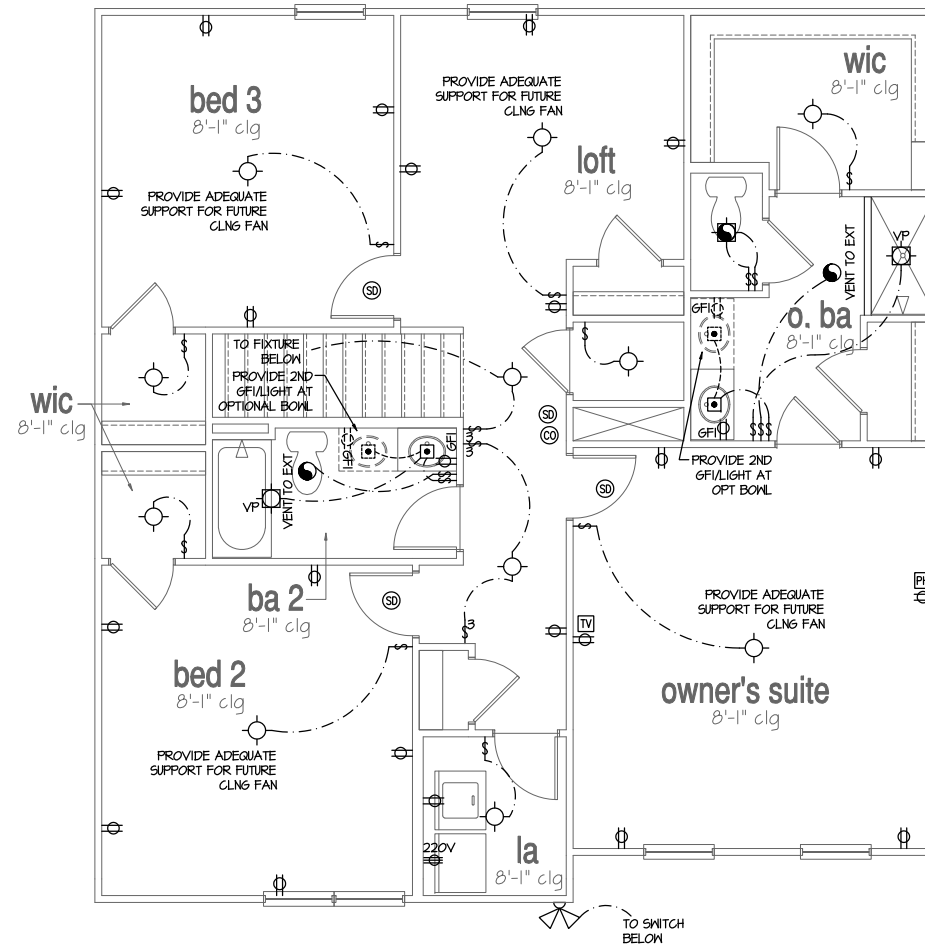 bed 3
8'-1" clg
PROVIDE ADEQUATE
SUPPORT FOR FUTURE
CLNG FAN
PROVIDE ADEQUATE
SUPPORT FOR FUTURE
CLNG FAN
loft
8'-1" clg
wic
8'-1" clg
SD
VP
VENT TO EXT
GFI
o. ba
8'-1" clg
GFI
TO FIXTURE
BELOW
PROVIDE 2ND
GFI/LIGHT AT
OPTIONAL BOWL
wic
8'-1" clg
SD
CO
GFI
GFI
3
3
VENT TO EXT
VP
PROVIDE 2ND
GFI/LIGHT AT
OPT BOWL
SD
ba 2
8'-1" clg
SD
3
TV
PH
PROVIDE ADEQUATE
SUPPORT FOR FUTURE
CLNG FAN
owner's suite
8'-1" clg
bed 2
8'-1" clg
PROVIDE ADEQUATE
SUPPORT FOR FUTURE
CLNG FAN
220V
la
8'-1" clg
TO SWITCH
BELOW